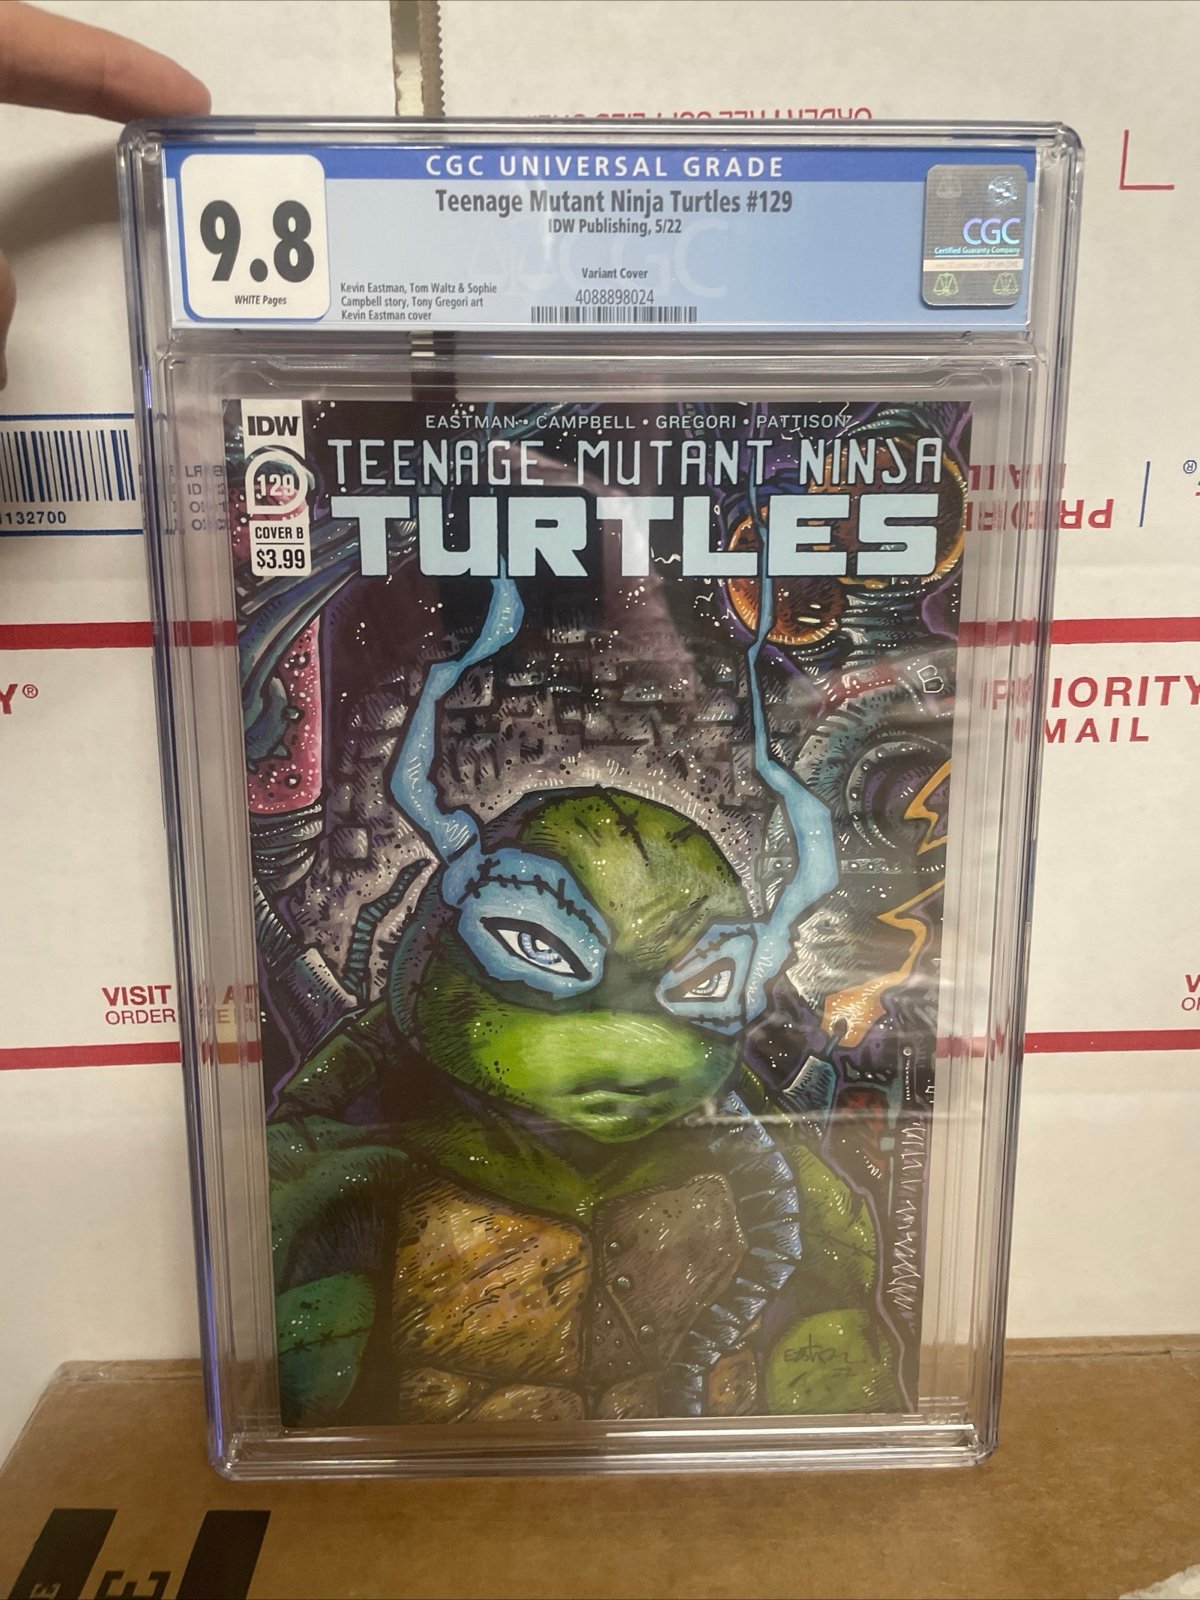 CGC UNIVERSAL GRADE
9.8
WHITE Pages
Teenage Mutant Ninja Turtles #129
IDW Publishing, 5/22
Variant Cover
4088898024
Kevin Eastman, Tom Waltz & Sophie
Campbell story, Tony Gregori art
Kevin Eastman cover
CGC
Certified Guaranty Company
IDW
129
COVER B
$3.99
EASTMAN • CAMPBELL • GREGORI • PATTISON
TEENAGE MUTANT NINJA
TURTLES
B
1132700
Y®
PRIORITY
MAIL
VISIT
ORDER